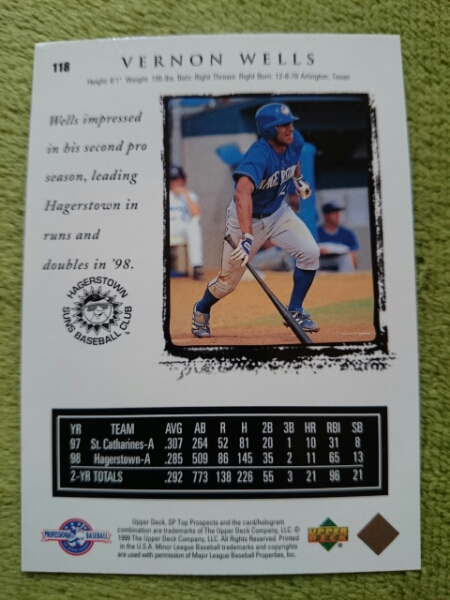 118
VERNON WELLS
Height: 6'1" Weight: 195 lbs. Bats: Right Throws: Right Born: 12-8-78 Arlington, Texas
Wells impressed
in his second pro
season, leading
Hagerstown in
runs and
doubles in '98.
HAGERSTOWN
SUNS BASEBALL CLUB
YR TEAM AVG AB R H 2B 3B HR RBI SB
97 St. Catharines-A .307 264 52 81 20 1 10 31 8
98 Hagerstown-A .285 509 86 145 35 2 11 65 13
2-YR TOTALS .292 773 138 226 55 3 21 96 21
Upper Deck, SP Top Prospects and the card/hologram
combination are trademarks of The Upper Deck Company, LLC. ©
1999 The Upper Deck Company, LLC. All Rights Reserved. Printed
in the U.S.A. Minor League Baseball trademarks and copyrights
are used with permission of Major League Baseball Properties, Inc.
PROFESSIONAL BASEBALL
UPPER
DECK